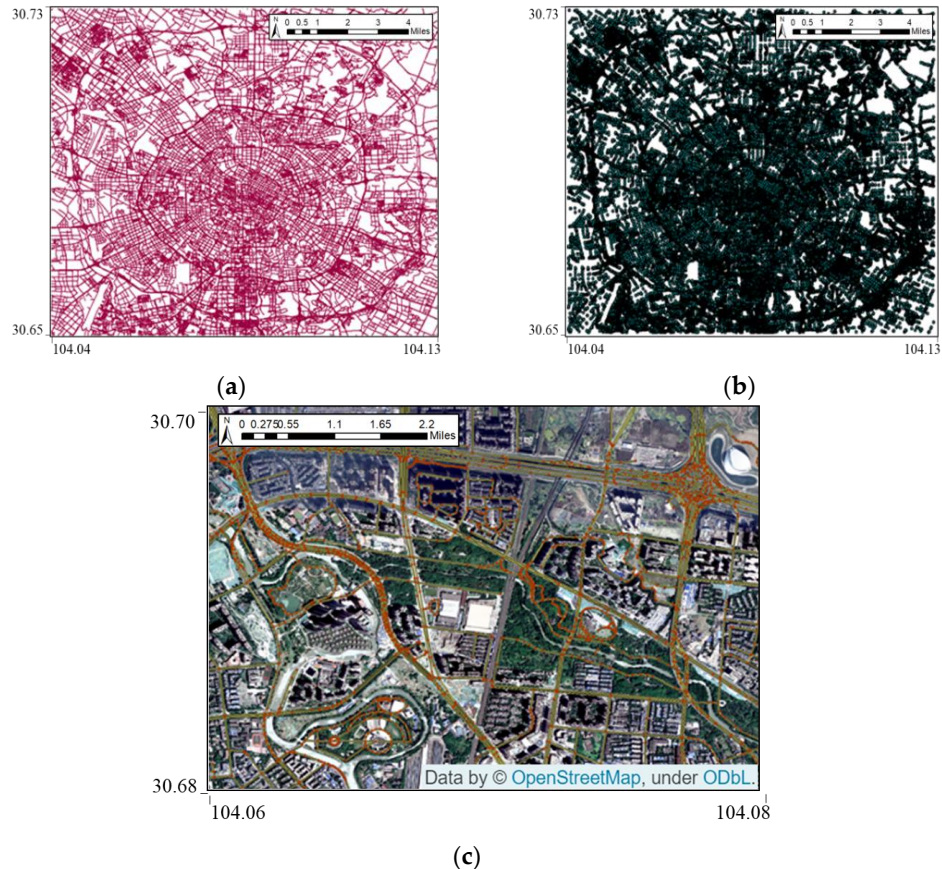 30.73
N
0 0.5 1 2 3 4
Miles
30.65
104.04 104.13
(a)
30.73
N
0 0.5 1 2 3 4
Miles
30.65
104.04 104.13
(b)
30.70
N
0 0.275 0.55 1.1 1.65 2.2
Miles
Data by © OpenStreetMap, under ODbL.
30.68
104.06 104.08
(c)